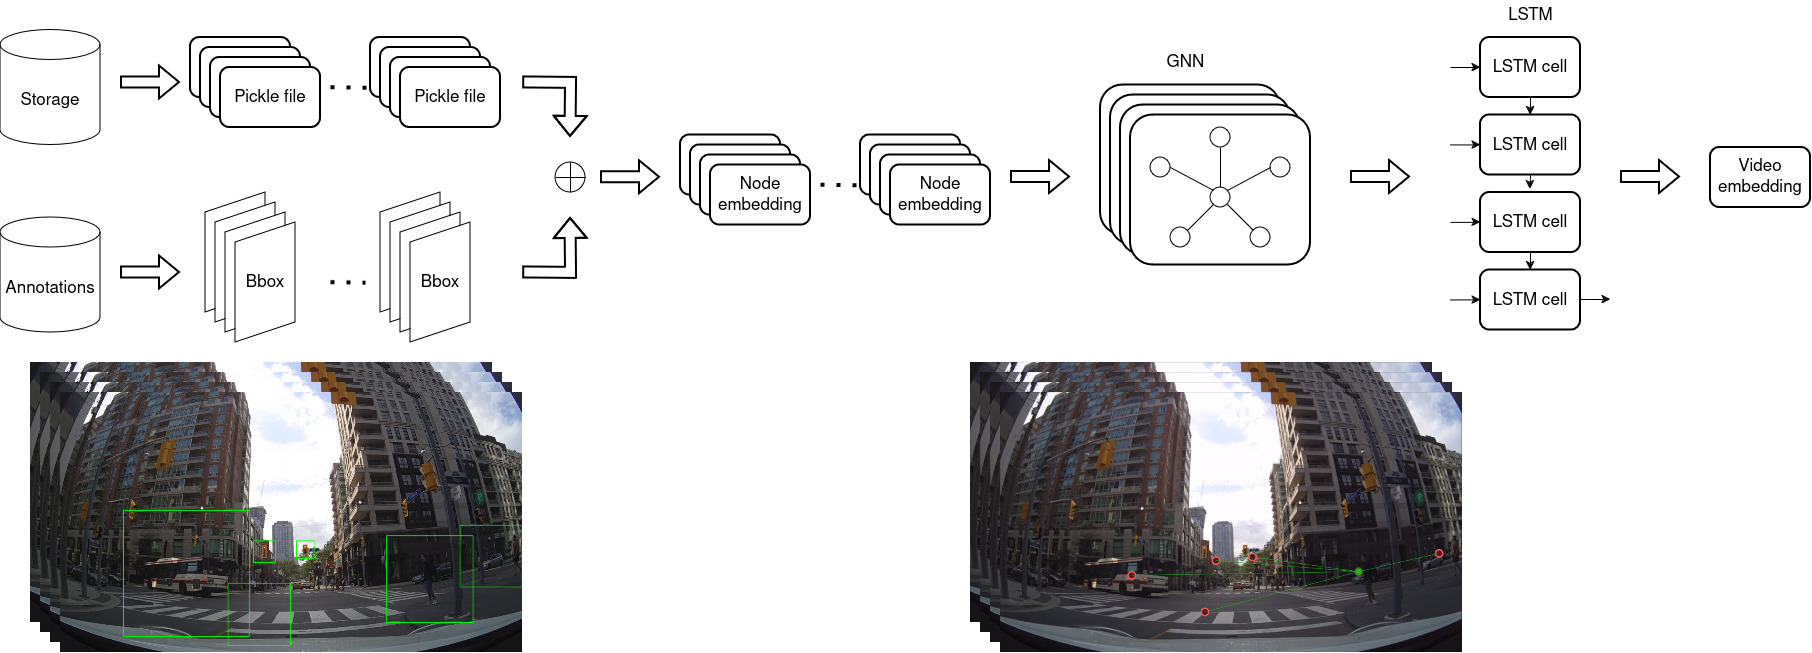 LSTM
GNN
Storage
Pickle file
Pickle file
LSTM cell
LSTM cell
LSTM cell
LSTM cell
Node
embedding
Node
embedding
Video
embedding
Annotations
Bbox
Bbox